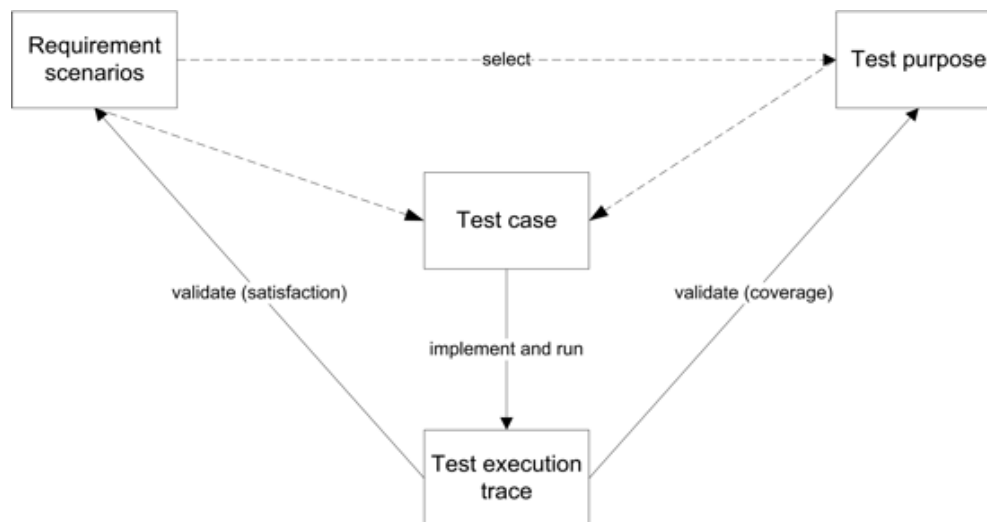 Requirement
scenarios
select
Test purpose
Test case
validate (satisfaction)
validate (coverage)
implement and run
Test execution
trace